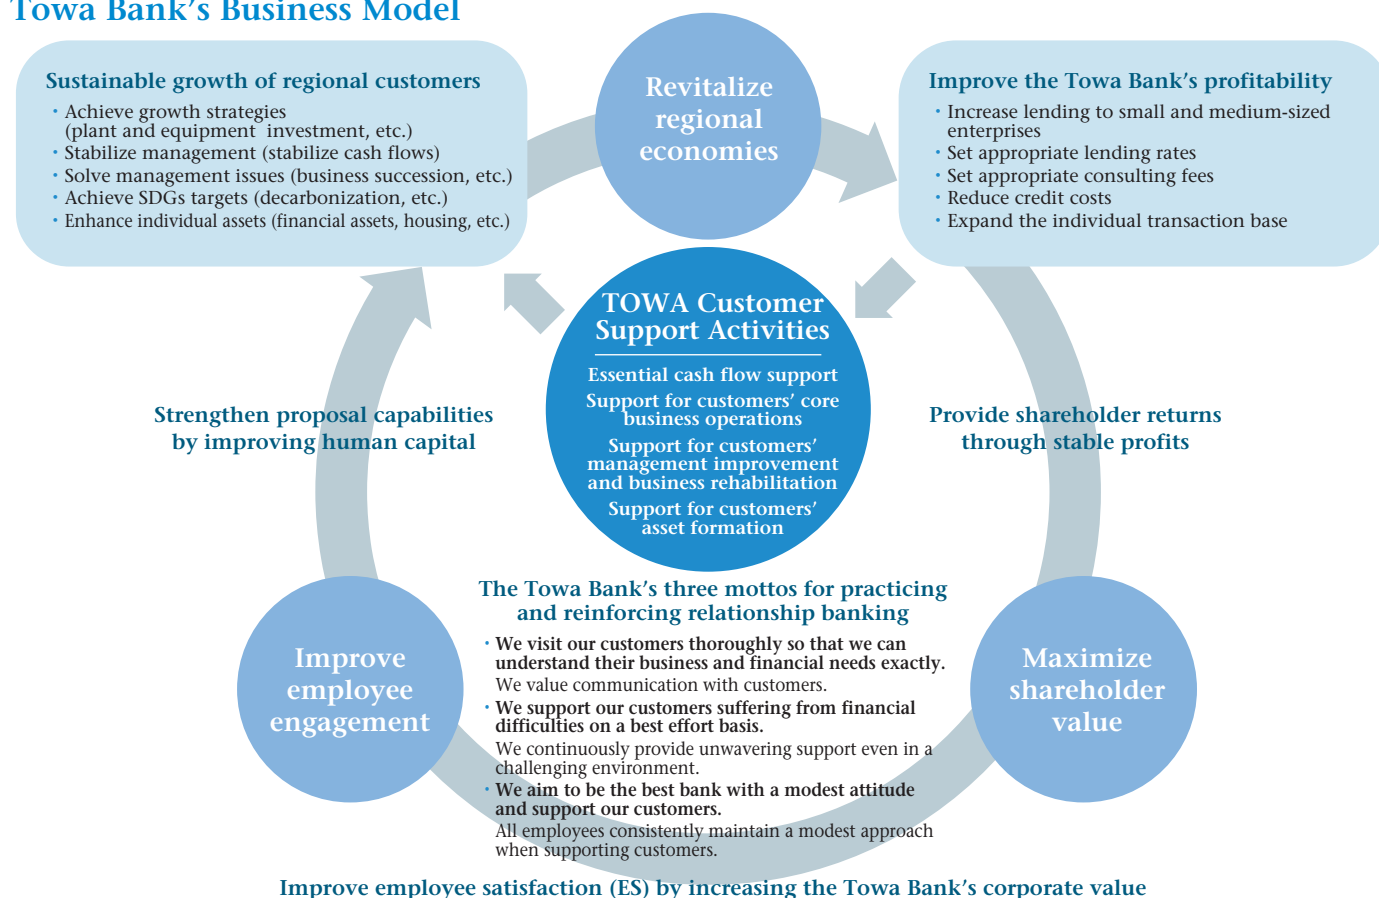 Towa Bank's Business Model
Sustainable growth of regional customers
・Achieve growth strategies
(plant and equipment investment, etc.)
・Stabilize management (stabilize cash flows)
・Solve management issues (business succession, etc.)
・Achieve SDGs targets (decarbonization, etc.)
・Enhance individual assets (financial assets, housing, etc.)
Revitalize
regional
economies
Improve the Towa Bank's profitability
・Increase lending to small and medium-sized
enterprises
・Set appropriate lending rates
・Set appropriate consulting fees
・Reduce credit costs
・Expand the individual transaction base
TOWA Customer
Support Activities
Essential cash flow support
Support for customers' core
business operations
Support for customers'
management improvement
and business rehabilitation
Support for customers'
asset formation
Strengthen proposal capabilities
by improving human capital
Provide shareholder returns
through stable profits
The Towa Bank's three mottos for practicing
and reinforcing relationship banking
・We visit our customers thoroughly so that we can
understand their business and financial needs exactly.
We value communication with customers.
・We support our customers suffering from financial
difficulties on a best effort basis.
We continuously provide unwavering support even in a
challenging environment.
・We aim to be the best bank with a modest attitude
and support our customers.
All employees consistently maintain a modest approach
when supporting customers.
Improve
employee
engagement
Maximize
shareholder
value
Improve employee satisfaction (ES) by increasing the Towa Bank's corporate value